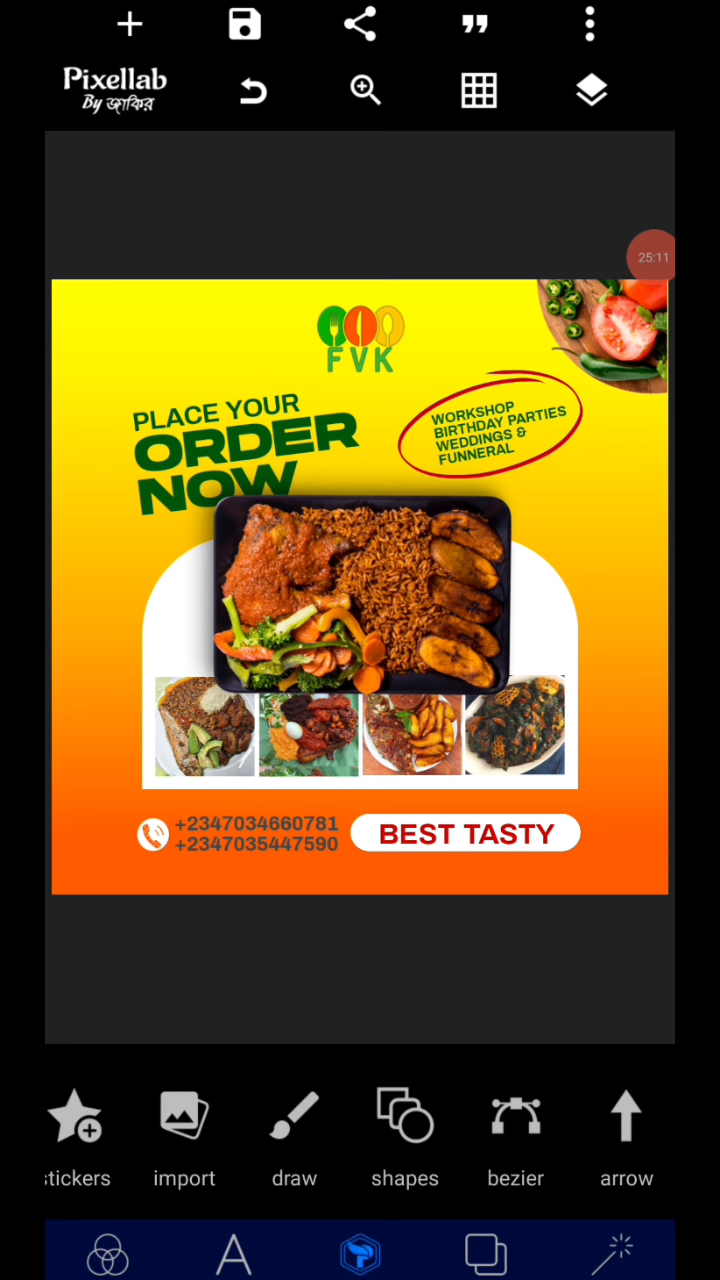 Pixellab
By জাকির
25:11
FVK
PLACE YOUR
ORDER
NOW
WORKSHOP
BIRTHDAY PARTIES
WEDDINGS &
FUNNERAL
+2347034660781
+2347035447590
BEST TASTY
stickers
import
draw
shapes
bezier
arrow